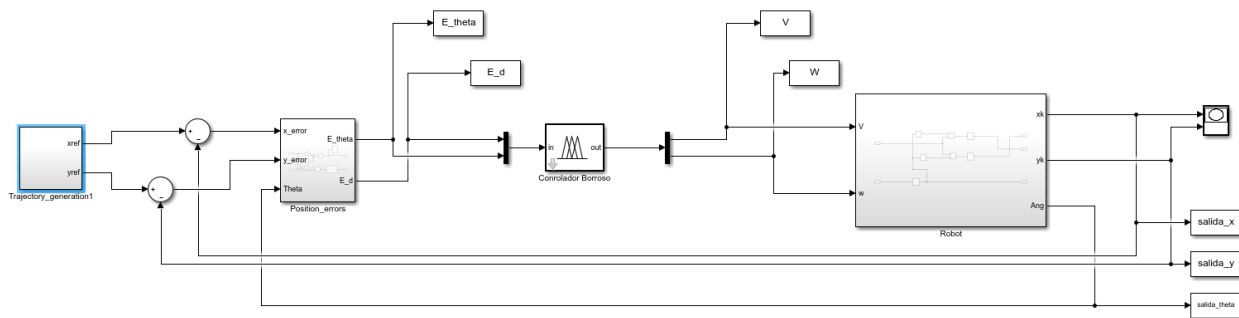 E_theta
V
E_d
W
xref
yref
Trajectory_generation1
+
−
+
−
x_error
y_error
Theta
E_theta
E_d
Position_errors
in
out
Conrolador Borroso
V
w
xk
yk
Ang
Robot
salida_x
salida_y
salida_theta